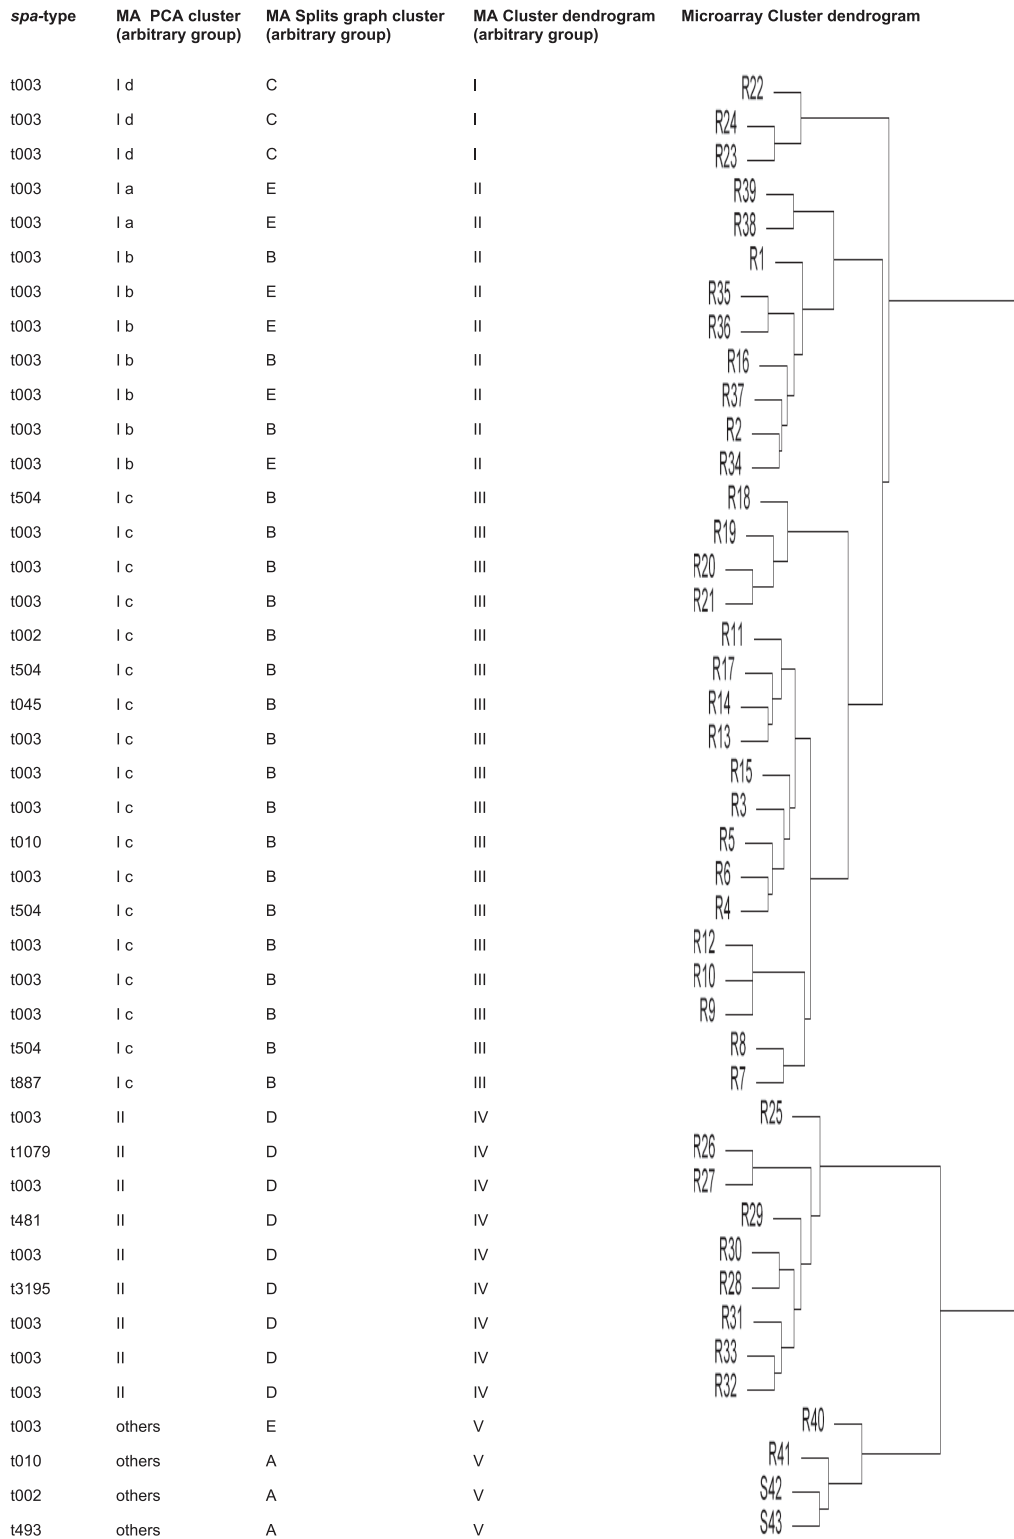 spa-type MA PCA cluster MA Splits graph cluster MA Cluster dendrogram Microarray Cluster dendrogram
(arbitrary group) (arbitrary group) (arbitrary group)
t003 I d C I R22
t003 I d C I R24
t003 I d C I R23
t003 I a E II R39
t003 I a E II R38
t003 I b B II R1
t003 I b E II R35
t003 I b E II R36
t003 I b B II R16
t003 I b E II R37
t003 I b B II R2
t003 I b E II R34
t504 I c B III R18
t003 I c B III R19
t003 I c B III R20
t003 I c B III R21
t002 I c B III R11
t504 I c B III R17
t045 I c B III R14
t003 I c B III R13
t003 I c B III R15
t003 I c B III R3
t010 I c B III R5
t003 I c B III R6
t504 I c B III R4
t003 I c B III R12
t003 I c B III R10
t003 I c B III R9
t504 I c B III R8
t887 I c B III R7
t003 II D IV R25
t1079 II D IV R26
t003 II D IV R27
t481 II D IV R29
t003 II D IV R30
t3195 II D IV R28
t003 II D IV R31
t003 II D IV R33
t003 II D IV R32
t003 others E V R40
t010 others A V R41
t002 others A V S42
t493 others A V S43